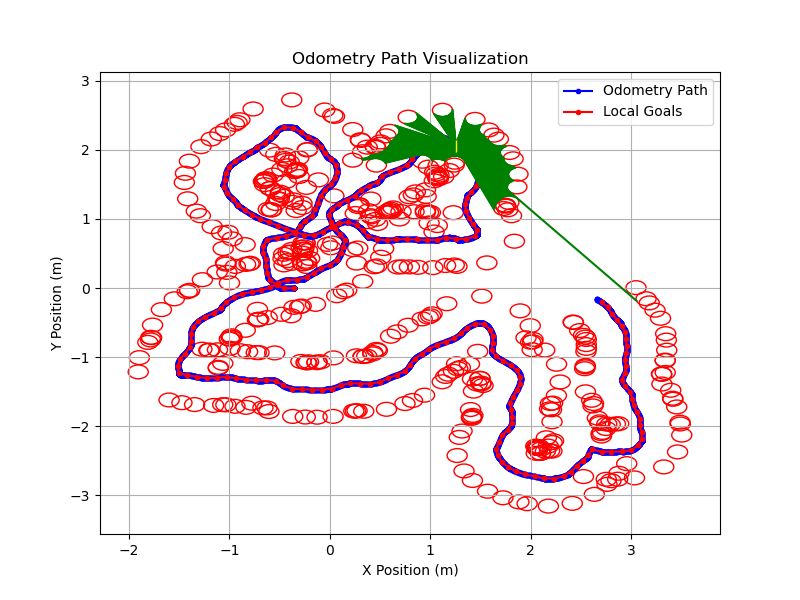 Odometry Path Visualization
Odometry Path
Local Goals
3
2
1
0
−1
−2
−3
Y Position (m)
−2
−1
0
1
2
3
X Position (m)